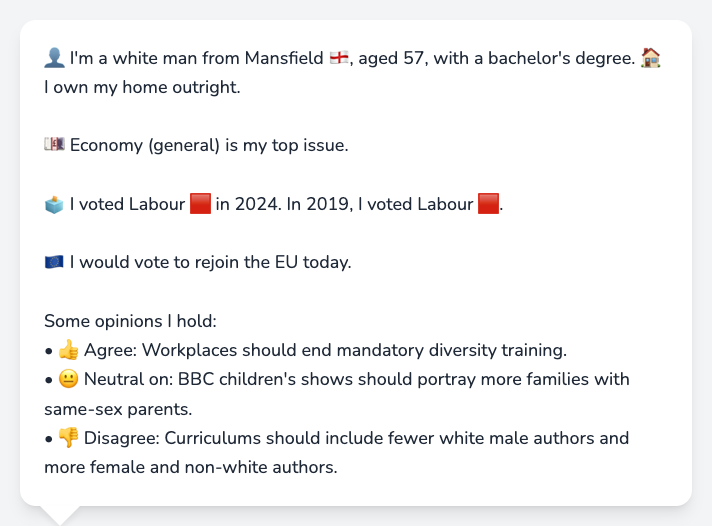 👤 I'm a white man from Mansfield 🏴󠁧󠁢󠁥󠁮󠁧󠁿, aged 57, with a bachelor's degree. 🏠
I own my home outright.
💷 Economy (general) is my top issue.
🗳️ I voted Labour 🟥 in 2024. In 2019, I voted Labour 🟥.
🇪🇺 I would vote to rejoin the EU today.
Some opinions I hold:
• 👍 Agree: Workplaces should end mandatory diversity training.
• 😐 Neutral on: BBC children's shows should portray more families with
same-sex parents.
• 👎 Disagree: Curriculums should include fewer white male authors and
more female and non-white authors.